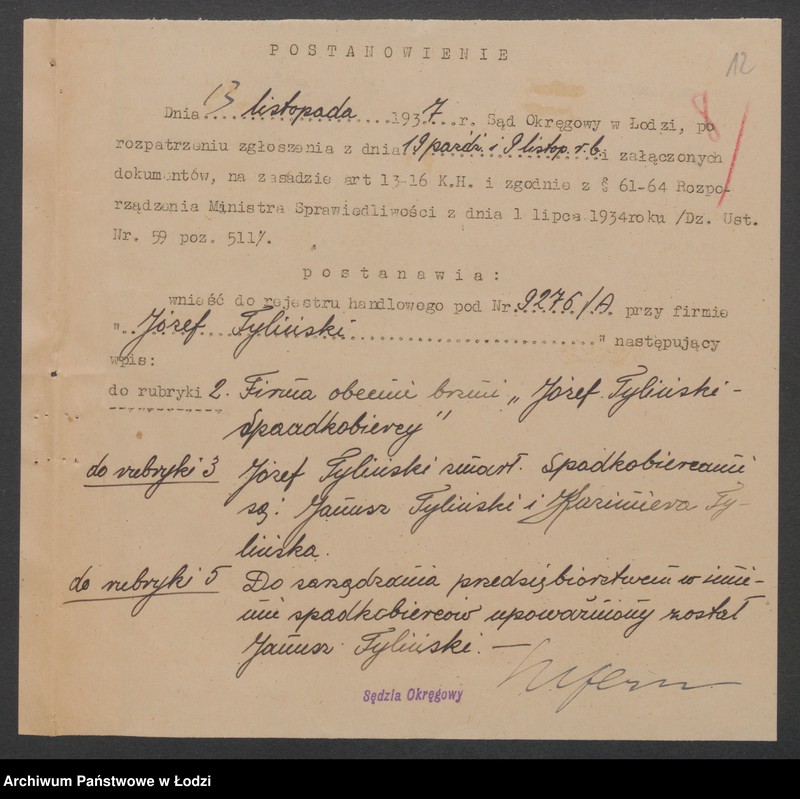 POSTANOWIENIE
12
8
Dnia 13 listopada 1937 r. Sąd Okręgowy w Łodzi, po
rozpatrzeniu zgłoszenia z dnia 19 paźdz. i 9 listop. r.b. i załączonych
dokumentów, na zasadzie art 13-16 K.H. i zgodnie z § 61-64 Rozpo-
rządzenia Ministra Sprawiedliwości z dnia 1 lipca 1934roku /Dz. Ust.
Nr. 59 poz. 511/.
postanawia:
wnieść do rejestru handlowego pod Nr. 9276/A. przy firmie
"Józef Tyliński" następujący
wpis:
do rubryki 2. Firma obecnie brzmi „Józef Tyliński -
Spaadkobiercy"
do rubryki 3 Józef Tyliński zmarł. Spadkobiercami
są: Janusz Tyliński i Kazimiera Ty-
lińska.
do rubryki 5 Do zarządzania przedsiębiorstwem w imie-
niu spadkobierców upoważniony został
Janusz Tyliński. —
Sędzia Okręgowy
Archiwum Państwowe w Łodzi